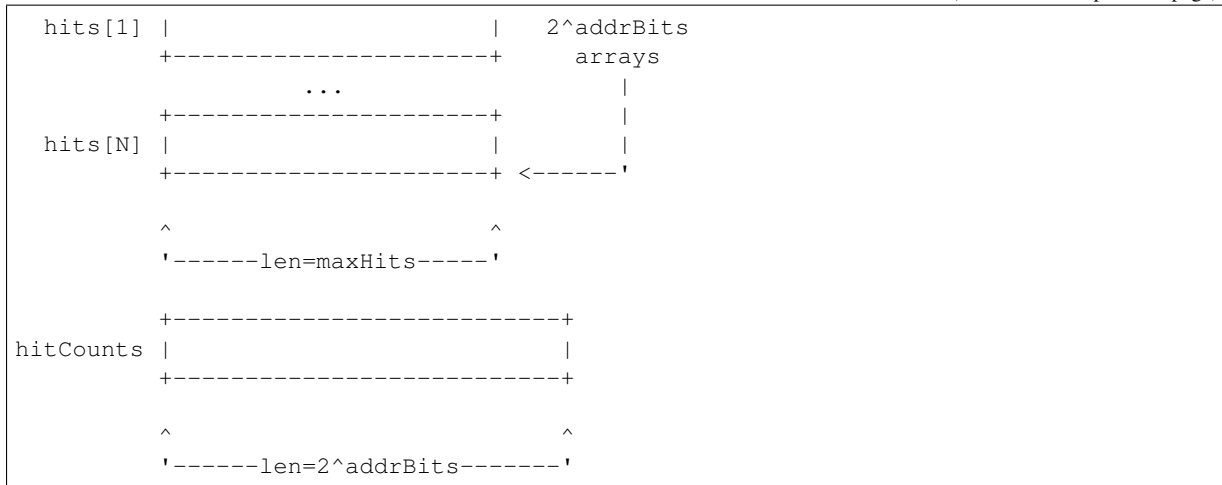 hits[1] |                      |   2^addrBits
          +----------------------+     arrays
                   ...                  |
          +----------------------+        |
  hits[N] |                      |        |
          +----------------------+ <------'
          ^                      ^
          '------len=maxHits-----'
          +---------------------------+
hitCounts |                           |
          +---------------------------+
          ^                           ^
          '------len=2^addrBits-------'